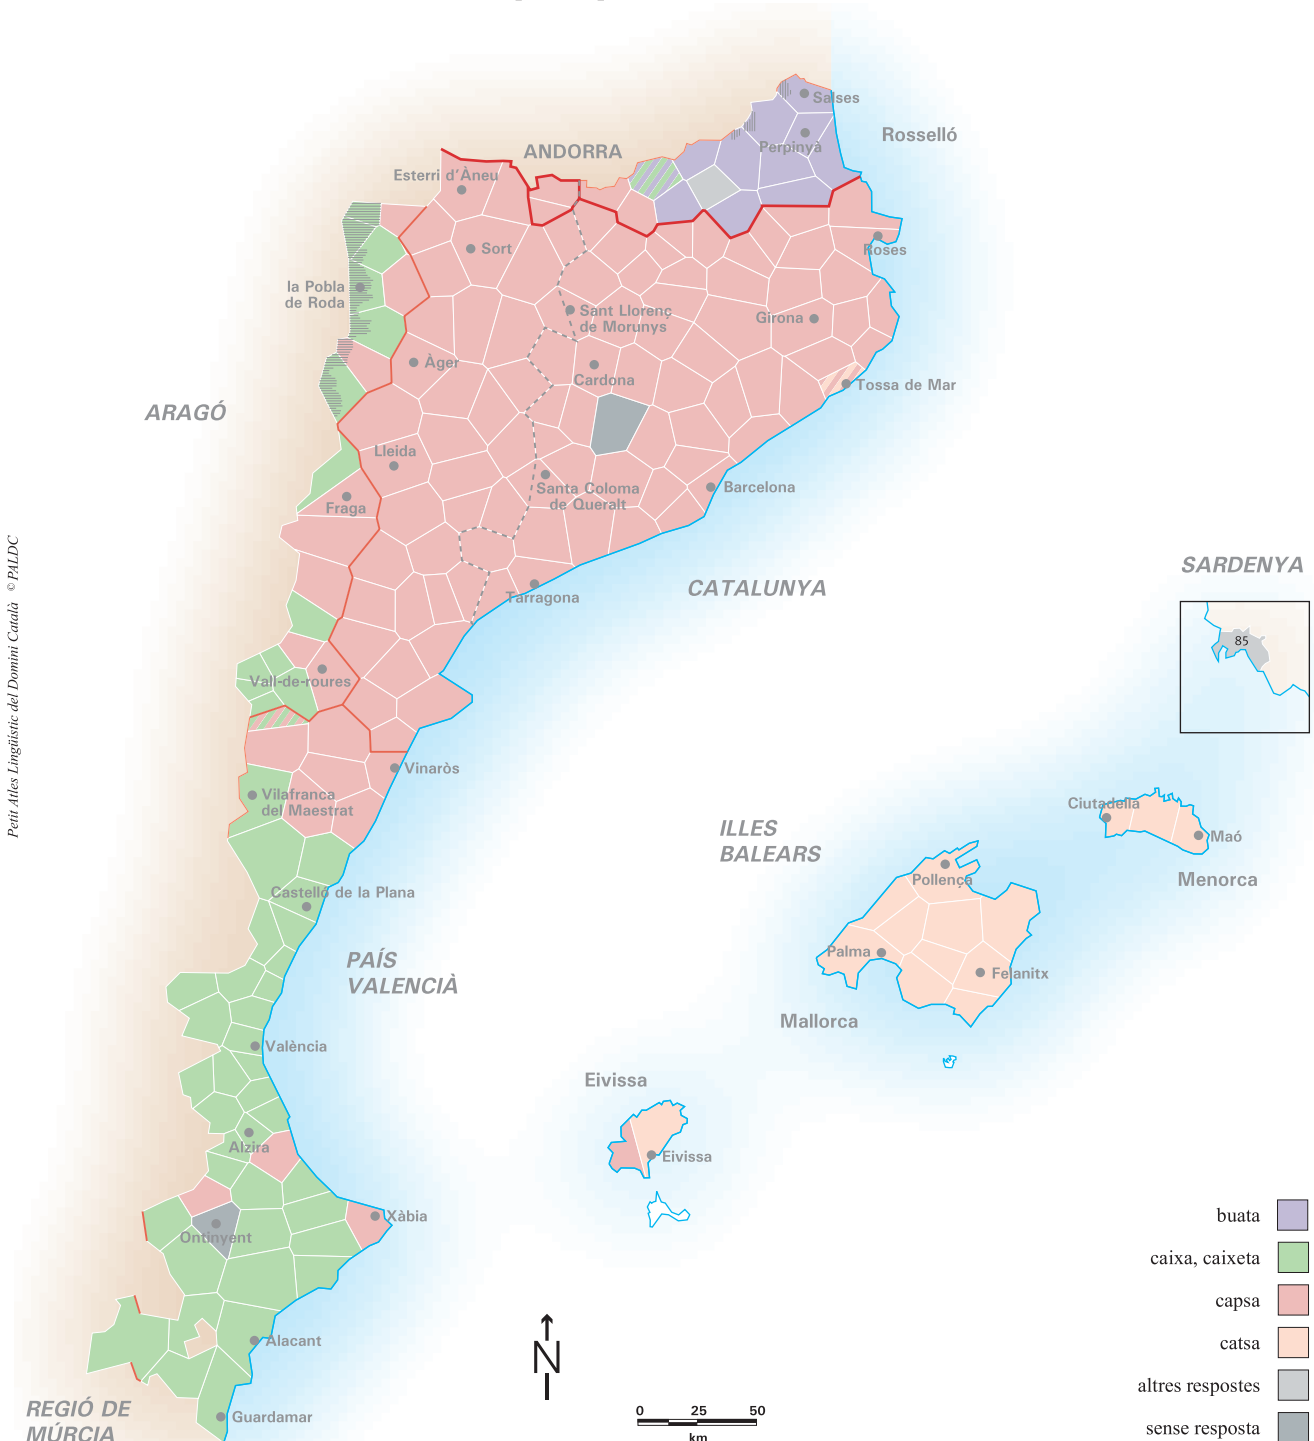 Salses
Rosselló
Perpinyà
ANDORRA
Esterri d'Àneu
Sort
Roses
la Pobla
de Roda
Sant Llorenç
de Morunys
Girona
Àger
Cardona
Tossa de Mar
ARAGÓ
Lleida
Santa Coloma
de Queralt
Barcelona
Fraga
Petit Atles Lingüístic del Domini Català © PALDC
SARDENYA
CATALUNYA
Tarragona
85
Vall-de-roures
Vinaròs
Vilafranca
del Maestrat
Ciutadella
Maó
ILLES
BALEARS
Pollença
Menorca
Castelló de la Plana
PAÍS
VALENCIÀ
Palma
Felanitx
Mallorca
València
Eivissa
Alzira
Eivissa
Xàbia
Ontinyent
buata
caixa, caixeta
capsa
catsa
altres respostes
sense resposta
Alacant
N
REGIÓ DE
MÚRCIA
Guardamar
0 25 50
km